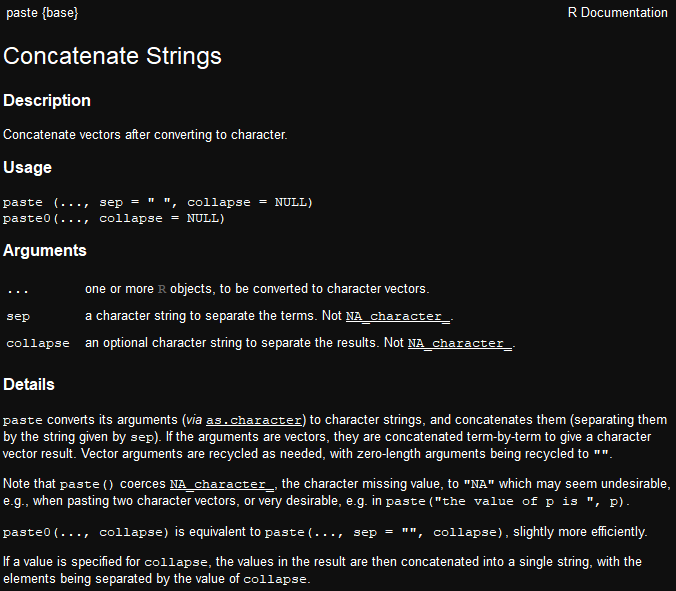 paste {base}
R Documentation
Concatenate Strings
Description
Concatenate vectors after converting to character.
Usage
paste (..., sep = " ", collapse = NULL)
paste0(..., collapse = NULL)
Arguments
... one or more R objects, to be converted to character vectors.
sep a character string to separate the terms. Not NA_character_.
collapse an optional character string to separate the results. Not NA_character_.
Details
paste converts its arguments (via as.character) to character strings, and concatenates them (separating them
by the string given by sep). If the arguments are vectors, they are concatenated term-by-term to give a character
vector result. Vector arguments are recycled as needed, with zero-length arguments being recycled to "".
Note that paste() coerces NA_character_, the character missing value, to "NA" which may seem undesirable,
e.g., when pasting two character vectors, or very desirable, e.g. in paste("the value of p is ", p).
paste0(..., collapse) is equivalent to paste(..., sep = "", collapse), slightly more efficiently.
If a value is specified for collapse, the values in the result are then concatenated into a single string, with the
elements being separated by the value of collapse.